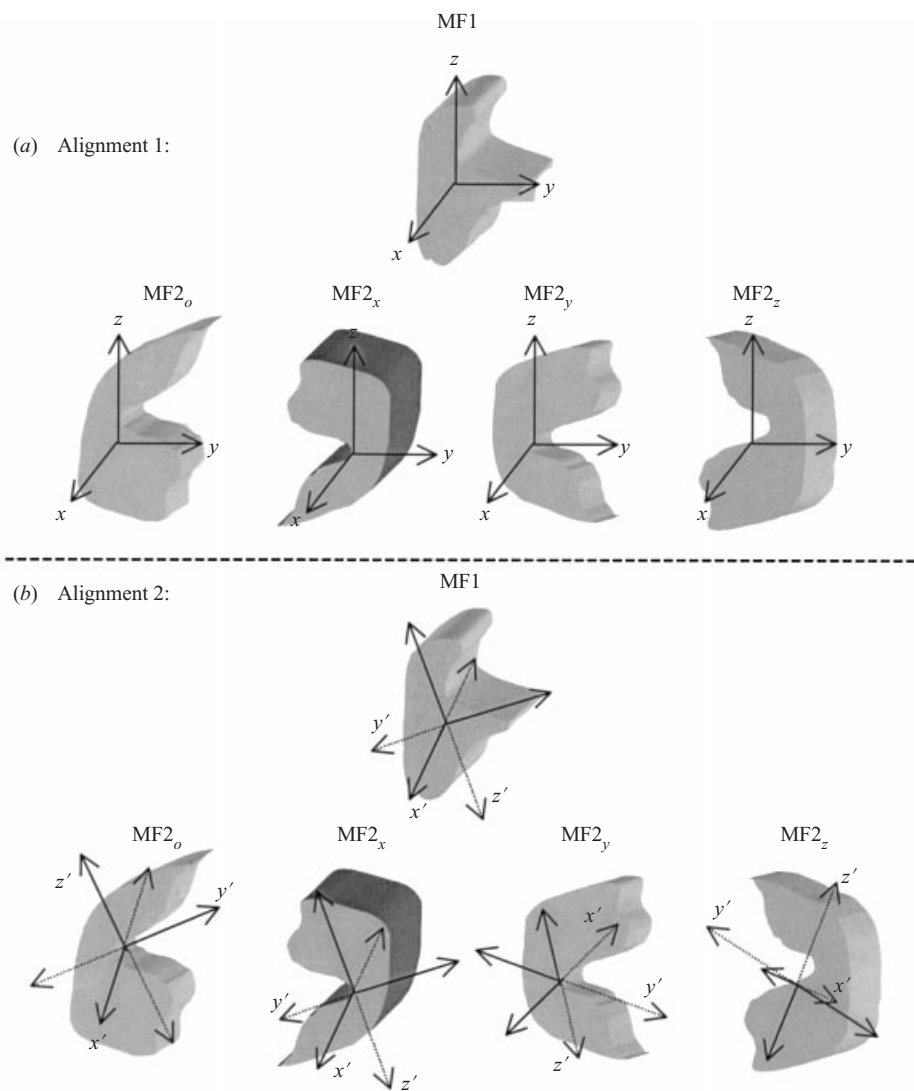 MF1
z
(a) Alignment 1:
y
x
MF2o MF2x MF2y MF2z
z z z z
y y y y
x x x x
(b) Alignment 2:
MF1
y′
x′ z′
MF2o MF2x MF2y MF2z
z′ y′ x′ y′ z′
x′ y′ z′ x′ z′ y′ x′